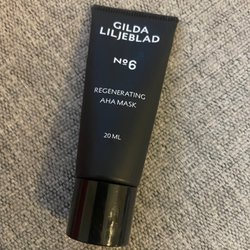 GILDA
LILJEBLAD
Nº6
REGENERATING
AHA MASK
20 ML